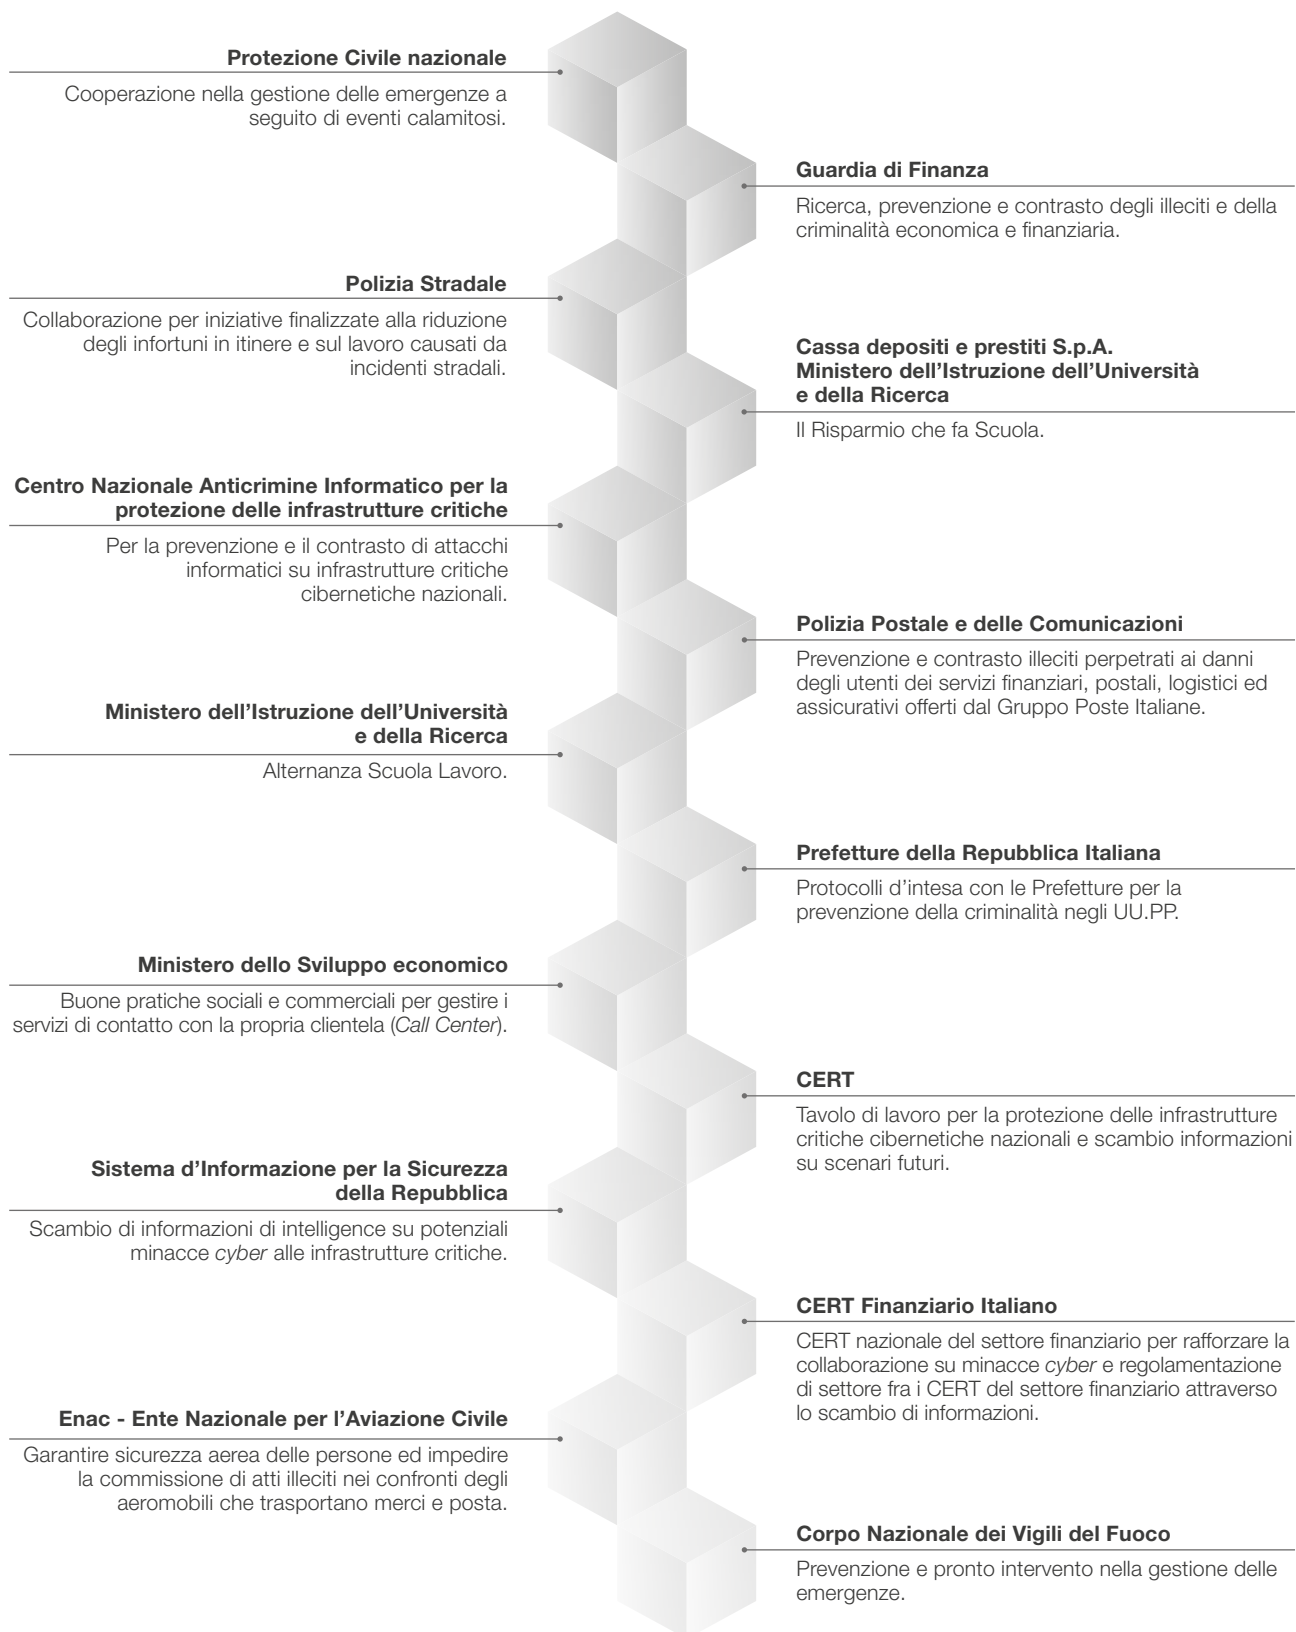 Protezione Civile nazionale
Cooperazione nella gestione delle emergenze a
seguito di eventi calamitosi.
Guardia di Finanza
Ricerca, prevenzione e contrasto degli illeciti e della
criminalità economica e finanziaria.
Polizia Stradale
Collaborazione per iniziative finalizzate alla riduzione
degli infortuni in itinere e sul lavoro causati da
incidenti stradali.
Cassa depositi e prestiti S.p.A.
Ministero dell'Istruzione dell'Università
e della Ricerca
Il Risparmio che fa Scuola.
Centro Nazionale Anticrimine Informatico per la
protezione delle infrastrutture critiche
Per la prevenzione e il contrasto di attacchi
informatici su infrastrutture critiche
cibernetiche nazionali.
Polizia Postale e delle Comunicazioni
Prevenzione e contrasto illeciti perpetrati ai danni
degli utenti dei servizi finanziari, postali, logistici ed
assicurativi offerti dal Gruppo Poste Italiane.
Ministero dell'Istruzione dell'Università
e della Ricerca
Alternanza Scuola Lavoro.
Prefetture della Repubblica Italiana
Protocolli d'intesa con le Prefetture per la
prevenzione della criminalità negli UU.PP.
Ministero dello Sviluppo economico
Buone pratiche sociali e commerciali per gestire i
servizi di contatto con la propria clientela (Call Center).
CERT
Tavolo di lavoro per la protezione delle infrastrutture
critiche cibernetiche nazionali e scambio informazioni
su scenari futuri.
Sistema d'Informazione per la Sicurezza
della Repubblica
Scambio di informazioni di intelligence su potenziali
minacce cyber alle infrastrutture critiche.
CERT Finanziario Italiano
CERT nazionale del settore finanziario per rafforzare la
collaborazione su minacce cyber e regolamentazione
di settore fra i CERT del settore finanziario attraverso
lo scambio di informazioni.
Enac - Ente Nazionale per l'Aviazione Civile
Garantire sicurezza aerea delle persone ed impedire
la commissione di atti illeciti nei confronti degli
aeromobili che trasportano merci e posta.
Corpo Nazionale dei Vigili del Fuoco
Prevenzione e pronto intervento nella gestione delle
emergenze.